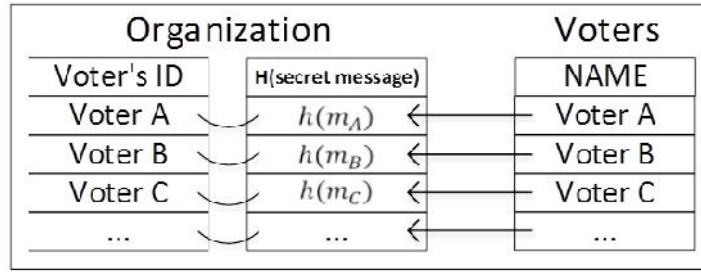 Organization Voters
Voter's ID H(secret message) NAME
Voter A h(m_A) Voter A
Voter B h(m_B) Voter B
Voter C h(m_C) Voter C
... ... ...